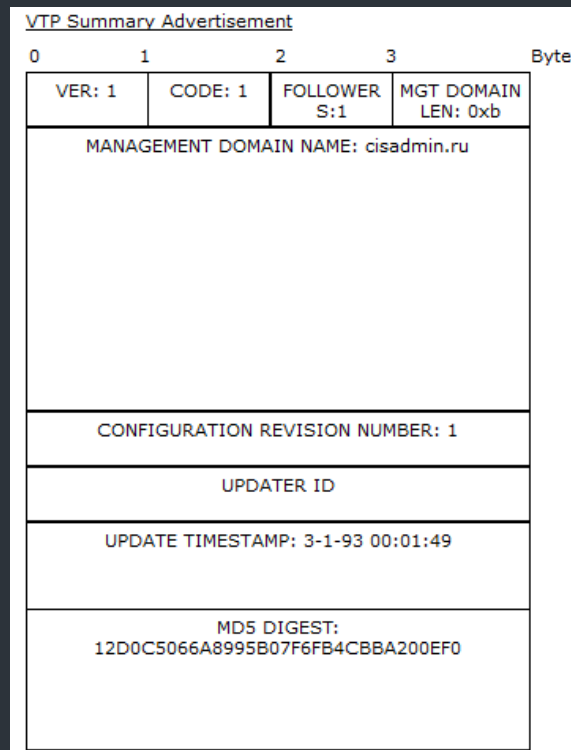 VTP Summary Advertisement
0 1 2 3 Byte
VER: 1 CODE: 1 FOLLOWER S:1 MGT DOMAIN LEN: 0xb
MANAGEMENT DOMAIN NAME: cisadmin.ru
CONFIGURATION REVISION NUMBER: 1
UPDATER ID
UPDATE TIMESTAMP: 3-1-93 00:01:49
MD5 DIGEST:
12D0C5066A8995B07F6FB4CBBA200EF0